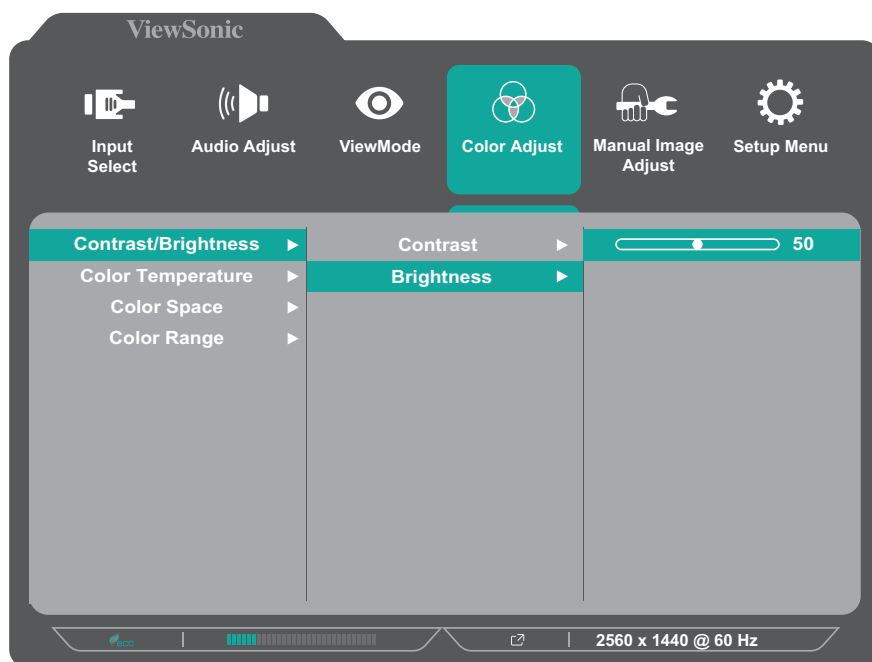 ViewSonic
Input
Select
Audio Adjust
ViewMode
Color Adjust
Manual Image
Adjust
Setup Menu
Contrast/Brightness
Contrast
50
Color Temperature
Brightness
Color Space
Color Range
eco
2560 x 1440 @ 60 Hz